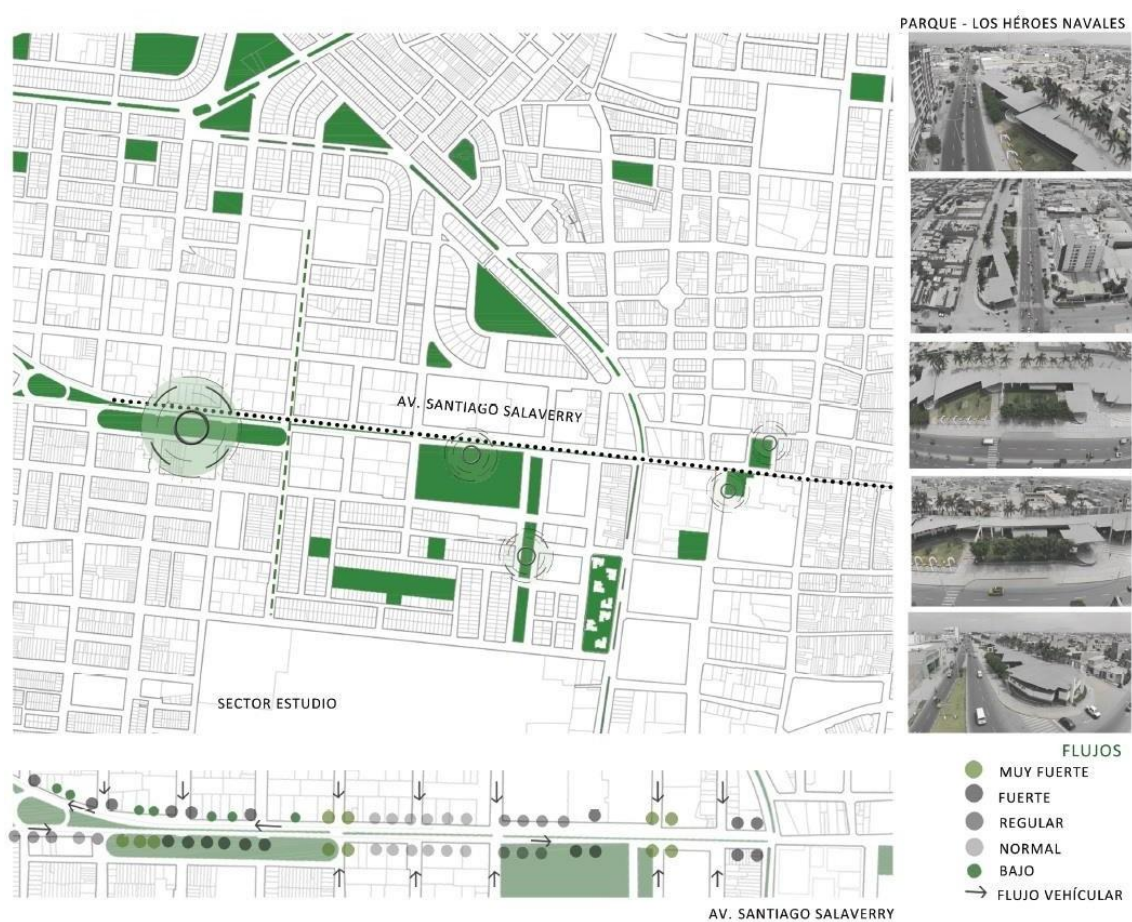 PARQUE - LOS HÉROES NAVALES
AV. SANTIAGO SALAVERRY
SECTOR ESTUDIO
FLUJOS
MUY FUERTE
FUERTE
REGULAR
NORMAL
BAJO
FLUJO VEHÍCULAR
AV. SANTIAGO SALAVERRY